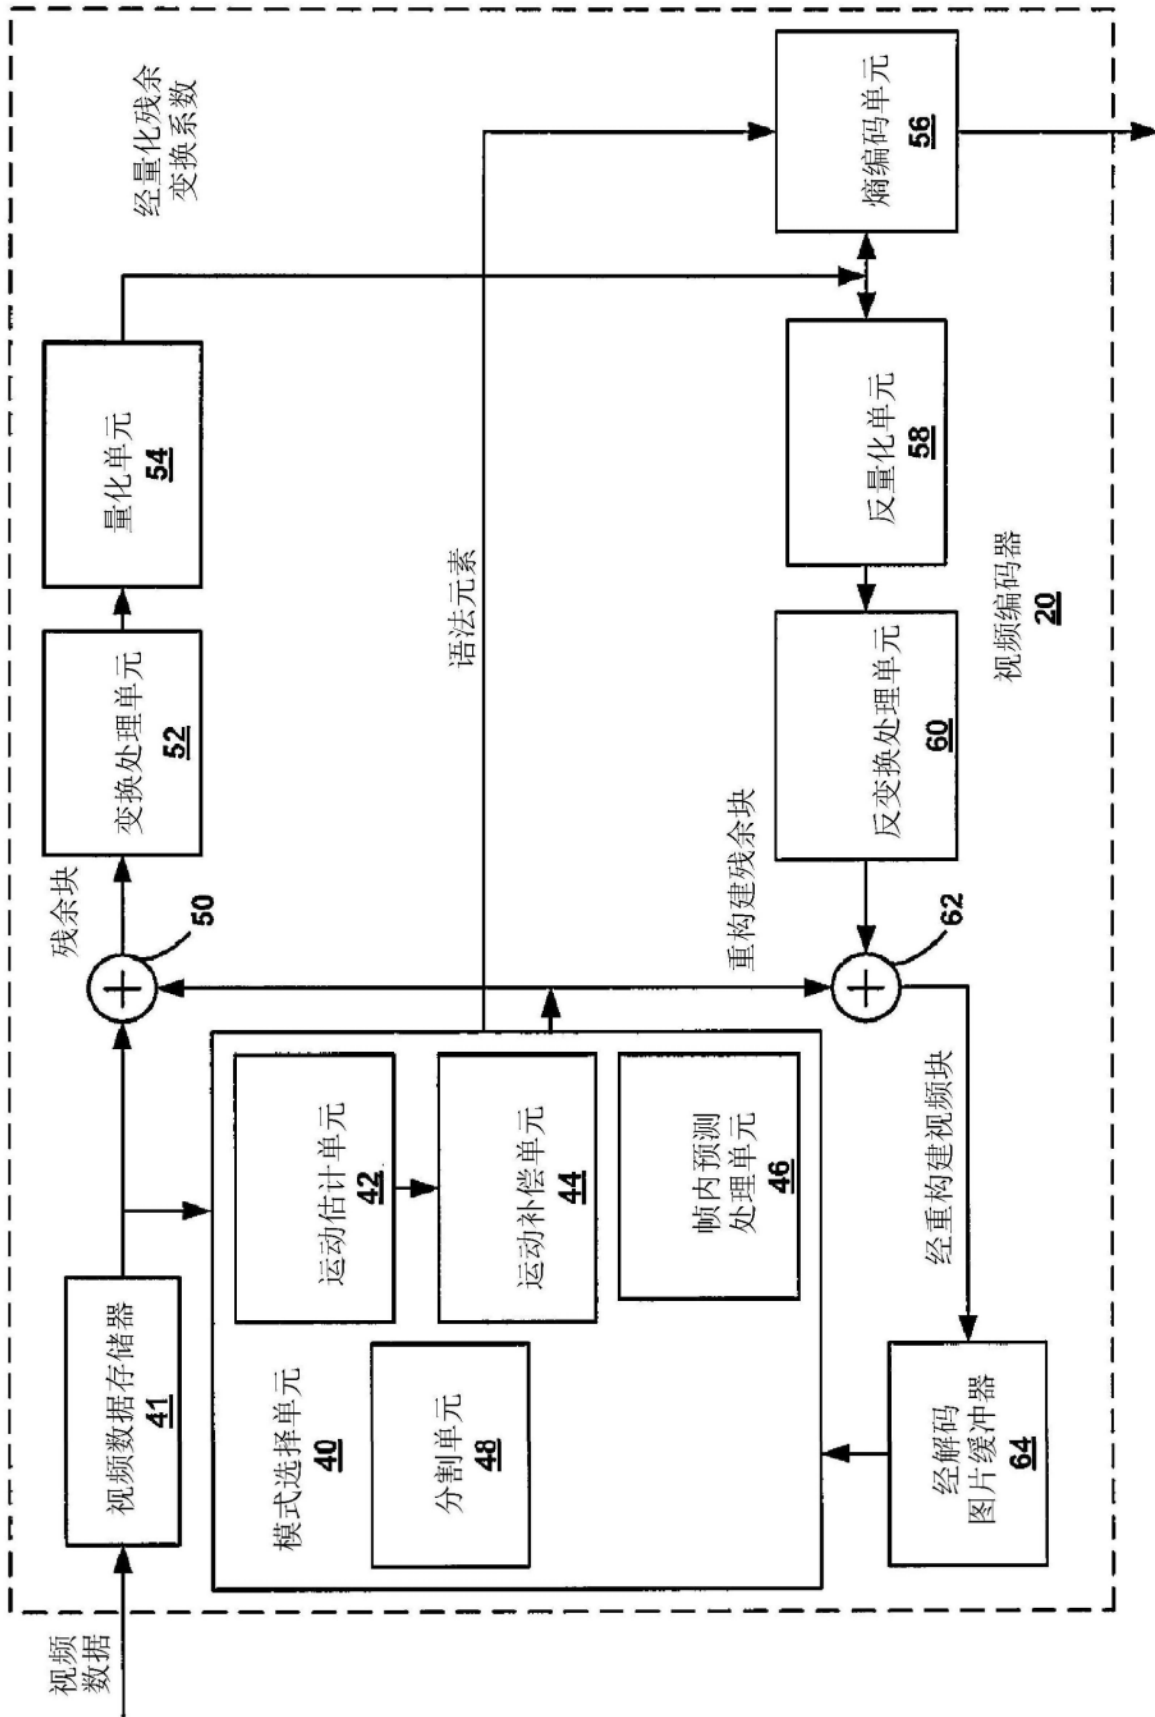 视频
数据
视频数据存储器
41
残余块
50
变换处理单元
52
量化单元
54
经量化残余
变换系数
模式选择单元
40
分割单元
48
运动估计单元
42
运动补偿单元
44
帧内预测
处理单元
46
语法元素
熵编码单元
56
反量化单元
58
反变换处理单元
60
重构建残余块
62
经重构建视频块
经解码
图片缓冲器
64
视频编码器
20